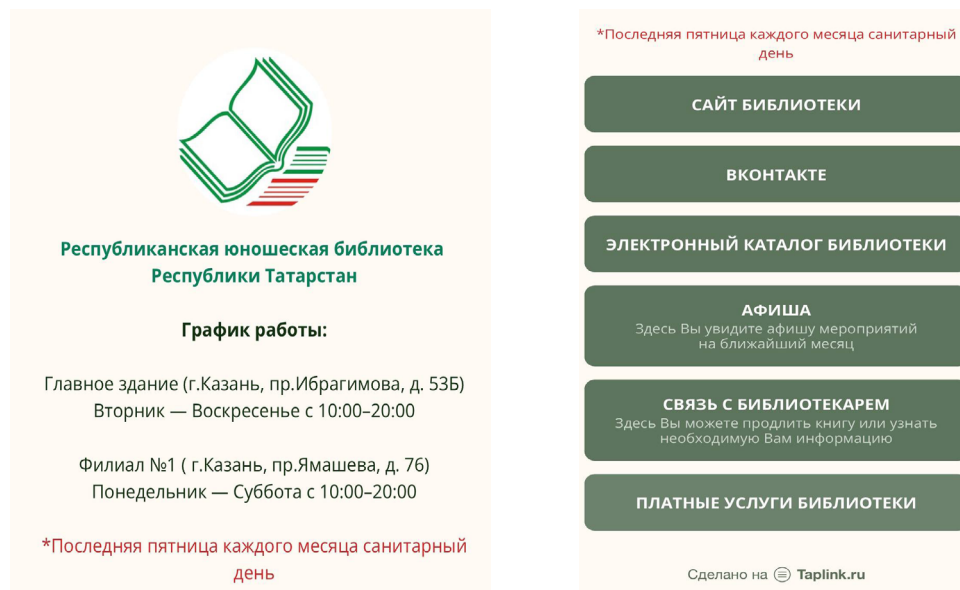 Республиканская юношеская библиотека
Республики Татарстан
График работы:
Главное здание (г.Казань, пр.Ибрагимова, д. 53Б)
Вторник — Воскресенье с 10:00–20:00
Филиал №1 ( г.Казань, пр.Ямашева, д. 76)
Понедельник — Суббота с 10:00–20:00
*Последняя пятница каждого месяца санитарный
день
*Последняя пятница каждого месяца санитарный
день
САЙТ БИБЛИОТЕКИ
ВКОНТАКТЕ
ЭЛЕКТРОННЫЙ КАТАЛОГ БИБЛИОТЕКИ
АФИША
Здесь Вы увидите афишу мероприятий
на ближайший месяц
СВЯЗЬ С БИБЛИОТЕКАРЕМ
Здесь Вы можете продлить книгу или узнать
необходимую Вам информацию
ПЛАТНЫЕ УСЛУГИ БИБЛИОТЕКИ
Сделано на Taplink.ru